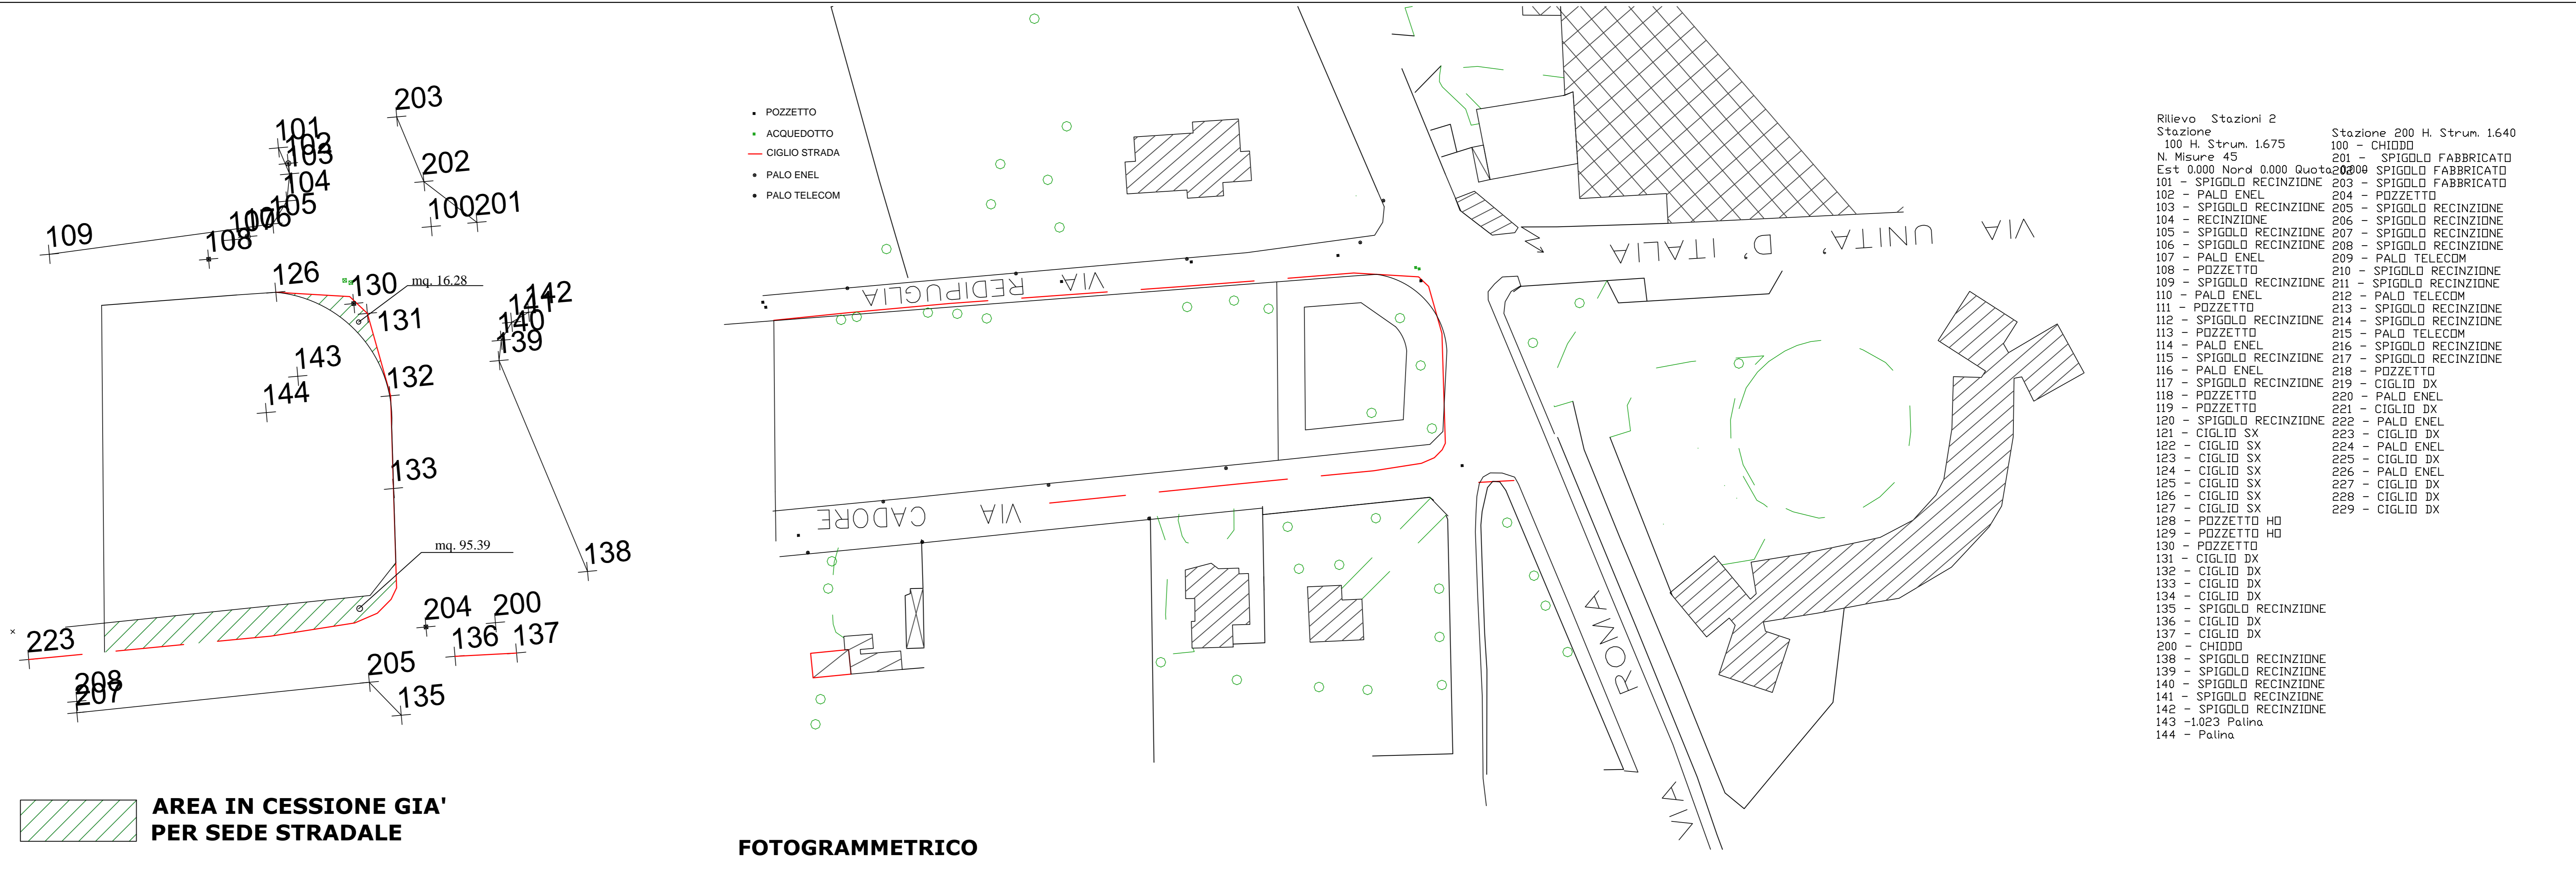 203
101
102
103
202
104
105
106
107
100
201
109
108
126
130
mq. 16.28
131
142
141
140
139
143
144
132
133
mq. 95.39
138
204
200
136
137
223
205
208
207
135
AREA IN CESSIONE GIA'
PER SEDE STRADALE
POZZETTO
ACQUEDOTTO
CIGLIO STRADA
PALO ENEL
PALO TELECOM
VIA REDIPUGLIA
VIA UNITA' D' ITALIA
VIA CADORE
VIA ROMA
FOTOGRAMMETRICO
Rilievo Stazioni 2
Stazione
100 H. Strum. 1.675
N. Misure 45
Est 0.000 Nord 0.000 Quota 0.000
101 - SPIGOLO RECINZIONE
102 - PALO ENEL
103 - SPIGOLO RECINZIONE
104 - RECINZIONE
105 - SPIGOLO RECINZIONE
106 - SPIGOLO RECINZIONE
107 - PALO ENEL
108 - POZZETTO
109 - SPIGOLO RECINZIONE
110 - PALO ENEL
111 - POZZETTO
112 - SPIGOLO RECINZIONE
113 - POZZETTO
114 - PALO ENEL
115 - SPIGOLO RECINZIONE
116 - PALO ENEL
117 - SPIGOLO RECINZIONE
118 - POZZETTO
119 - POZZETTO
120 - SPIGOLO RECINZIONE
121 - CIGLIO SX
122 - CIGLIO SX
123 - CIGLIO SX
124 - CIGLIO SX
125 - CIGLIO SX
126 - CIGLIO SX
127 - CIGLIO SX
128 - POZZETTO HO
129 - POZZETTO HO
130 - POZZETTO
131 - CIGLIO DX
132 - CIGLIO DX
133 - CIGLIO DX
134 - CIGLIO DX
135 - SPIGOLO RECINZIONE
136 - CIGLIO DX
137 - CIGLIO DX
200 - CHIODO
138 - SPIGOLO RECINZIONE
139 - SPIGOLO RECINZIONE
140 - SPIGOLO RECINZIONE
141 - SPIGOLO RECINZIONE
142 - SPIGOLO RECINZIONE
143 -1.023 Palina
144 - Palina
Stazione 200 H. Strum. 1.640
100 - CHIODO
201 - SPIGOLO FABBRICATO
202 - SPIGOLO FABBRICATO
203 - SPIGOLO FABBRICATO
204 - POZZETTO
205 - SPIGOLO RECINZIONE
206 - SPIGOLO RECINZIONE
207 - SPIGOLO RECINZIONE
208 - SPIGOLO RECINZIONE
209 - PALO TELECOM
210 - SPIGOLO RECINZIONE
211 - SPIGOLO RECINZIONE
212 - PALO TELECOM
213 - SPIGOLO RECINZIONE
214 - SPIGOLO RECINZIONE
215 - PALO TELECOM
216 - SPIGOLO RECINZIONE
217 - SPIGOLO RECINZIONE
218 - POZZETTO
219 - CIGLIO DX
220 - PALO ENEL
221 - CIGLIO DX
222 - PALO ENEL
223 - CIGLIO DX
224 - PALO ENEL
225 - CIGLIO DX
226 - PALO ENEL
227 - CIGLIO DX
228 - CIGLIO DX
229 - CIGLIO DX